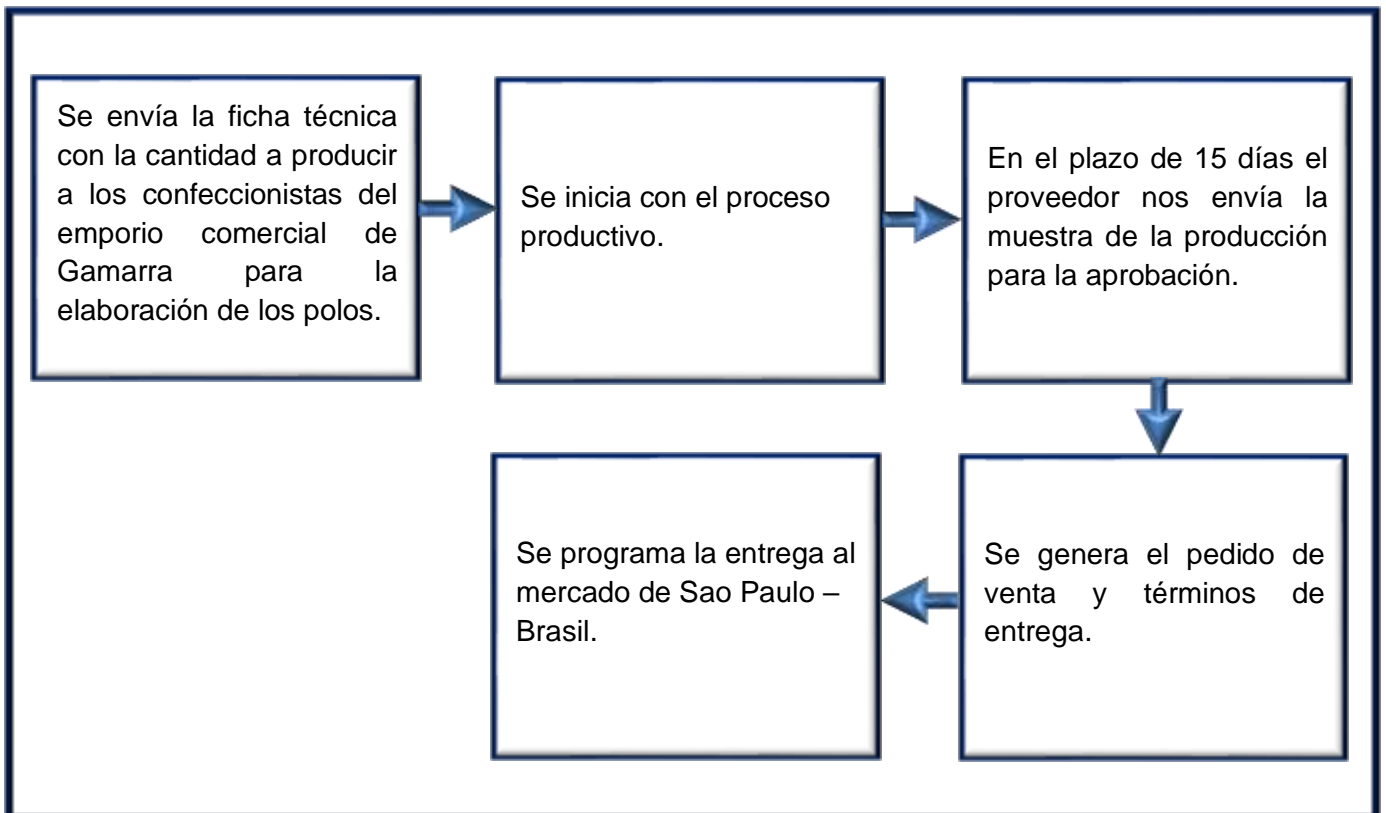 Se envía la ficha técnica
con la cantidad a producir
a los confeccionistas del
emporio comercial de
Gamarra para la
elaboración de los polos.
Se inicia con el proceso
productivo.
En el plazo de 15 días el
proveedor nos envía la
muestra de la producción
para la aprobación.
Se genera el pedido de
venta y términos de
entrega.
Se programa la entrega al
mercado de Sao Paulo –
Brasil.